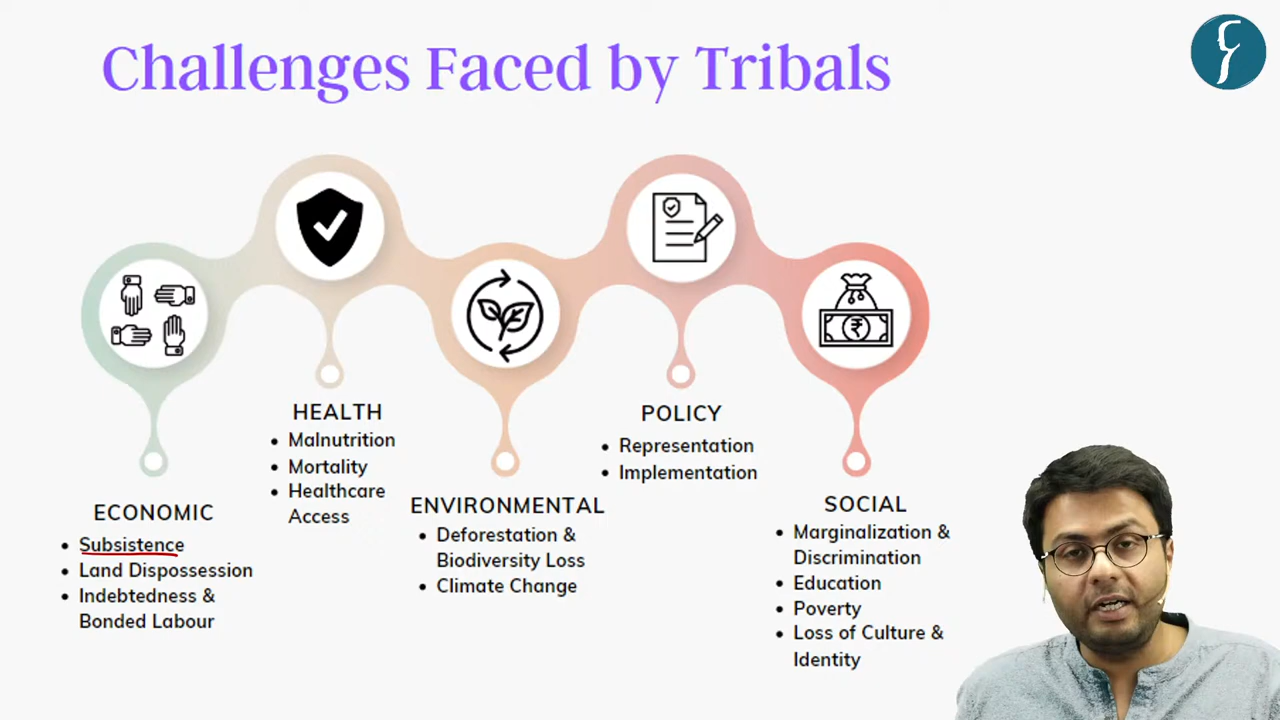 Challenges Faced by Tribals
ECONOMIC
• Subsistence
• Land Dispossession
• Indebtedness &
Bonded Labour
HEALTH
• Malnutrition
• Mortality
• Healthcare
Access
ENVIRONMENTAL
• Deforestation &
Biodiversity Loss
• Climate Change
POLICY
• Representation
• Implementation
₹
SOCIAL
• Marginalization &
Discrimination
• Education
• Poverty
• Loss of Culture &
Identity